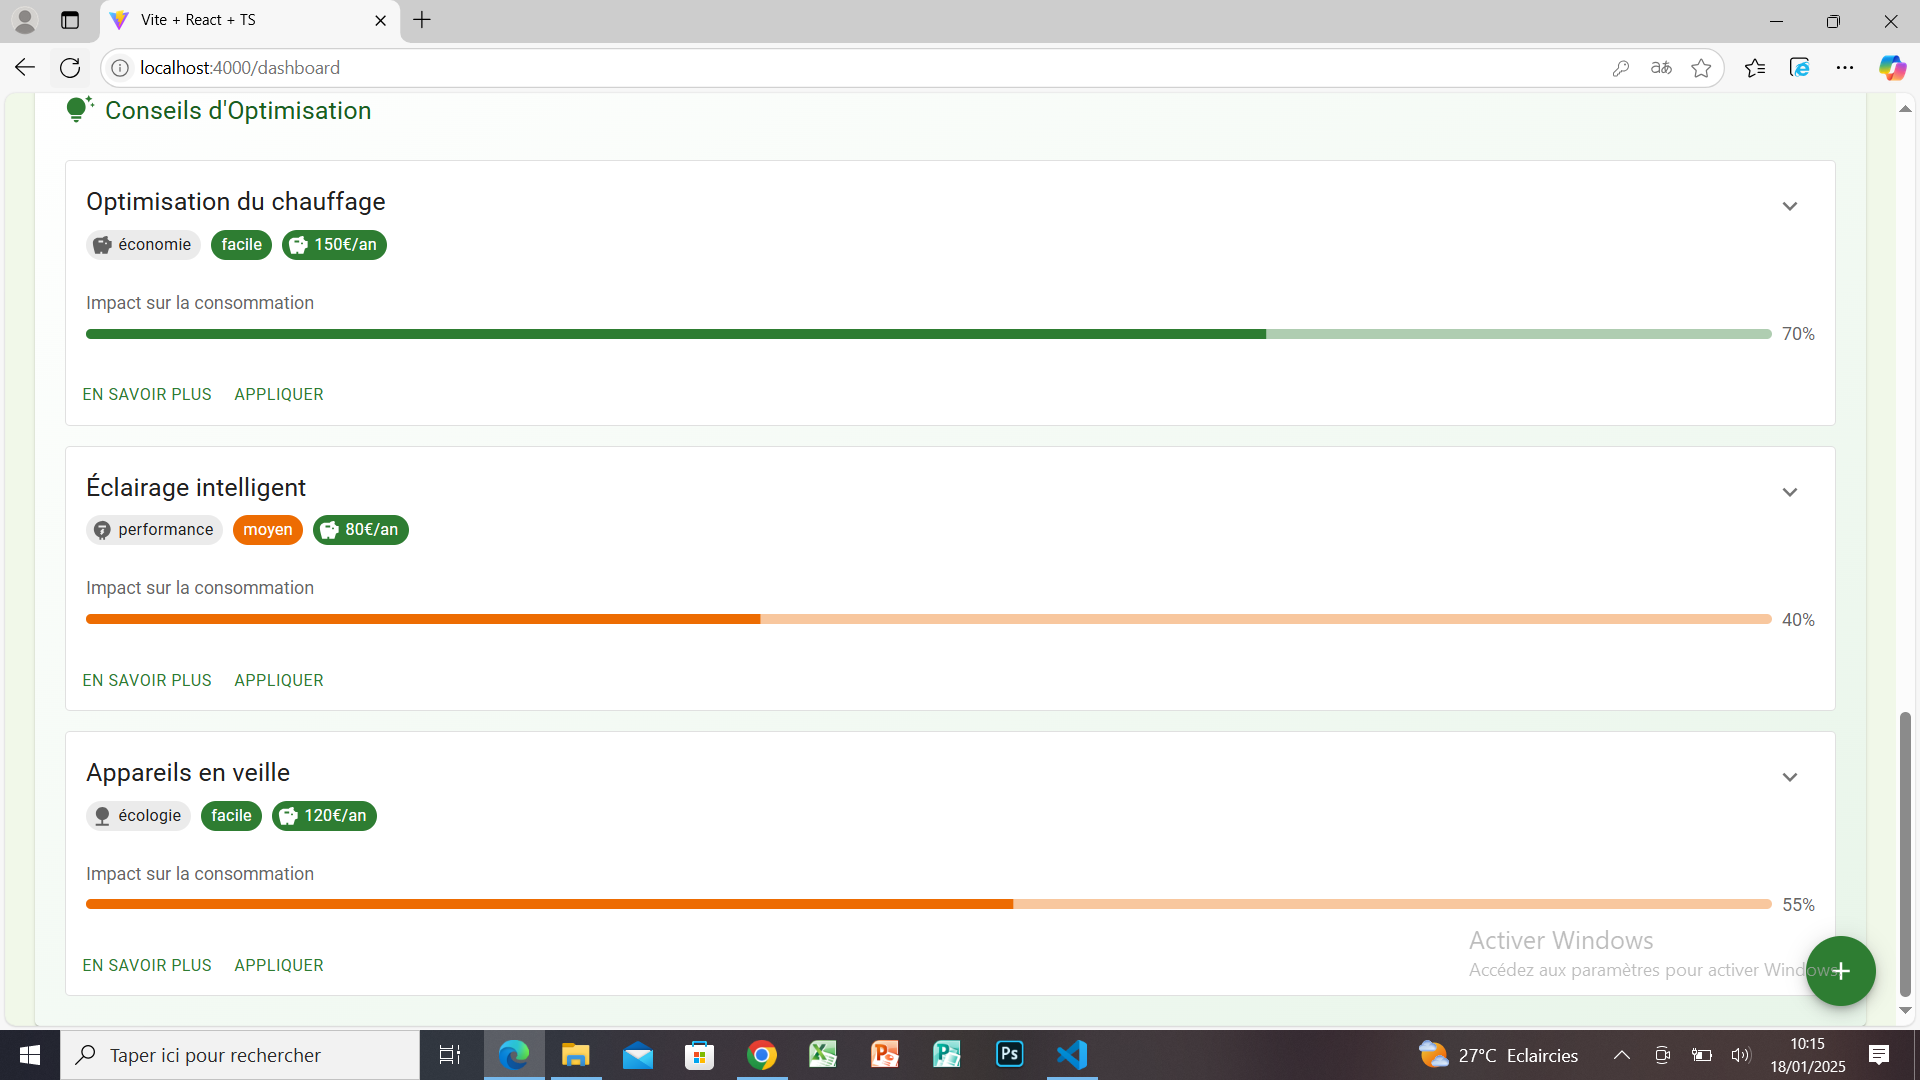 Vite + React + TS
localhost:4000/dashboard
aあ
Conseils d'Optimisation
Optimisation du chauffage
économie facile 150€/an
Impact sur la consommation
70%
EN SAVOIR PLUS APPLIQUER
Éclairage intelligent
performance moyen 80€/an
Impact sur la consommation
40%
EN SAVOIR PLUS APPLIQUER
Appareils en veille
écologie facile 120€/an
Impact sur la consommation
55%
EN SAVOIR PLUS APPLIQUER
Activer Windows
Accédez aux paramètres pour activer Windows.
+
Taper ici pour rechercher
Ps
27°C Eclaircies
10:15
18/01/2025